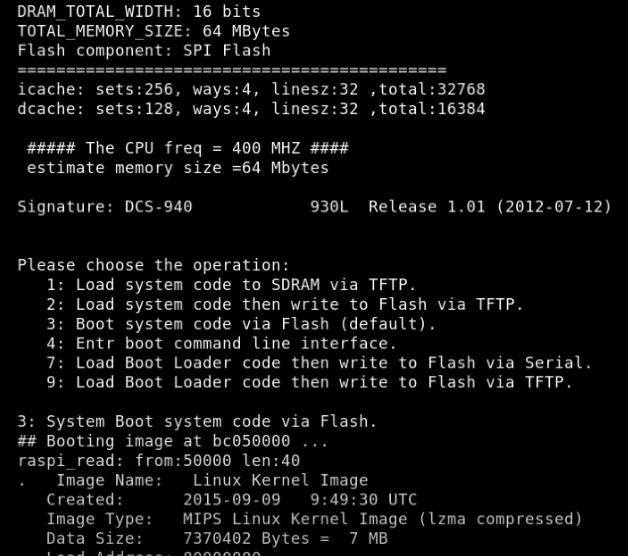 DRAM_TOTAL_WIDTH: 16 bits
TOTAL_MEMORY_SIZE: 64 MBytes
Flash component: SPI Flash
============================================
icache: sets:256, ways:4, linesz:32 ,total:32768
dcache: sets:128, ways:4, linesz:32 ,total:16384
##### The CPU freq = 400 MHZ ####
estimate memory size =64 Mbytes
Signature: DCS-940            930L  Release 1.01 (2012-07-12)
Please choose the operation:
1: Load system code to SDRAM via TFTP.
2: Load system code then write to Flash via TFTP.
3: Boot system code via Flash (default).
4: Entr boot command line interface.
7: Load Boot Loader code then write to Flash via Serial.
9: Load Boot Loader code then write to Flash via TFTP.
3: System Boot system code via Flash.
## Booting image at bc050000 ...
raspi_read: from:50000 len:40
.   Image Name:   Linux Kernel Image
Created:      2015-09-09   9:49:30 UTC
Image Type:   MIPS Linux Kernel Image (lzma compressed)
Data Size:    7370402 Bytes =  7 MB
Load Address: 80000000